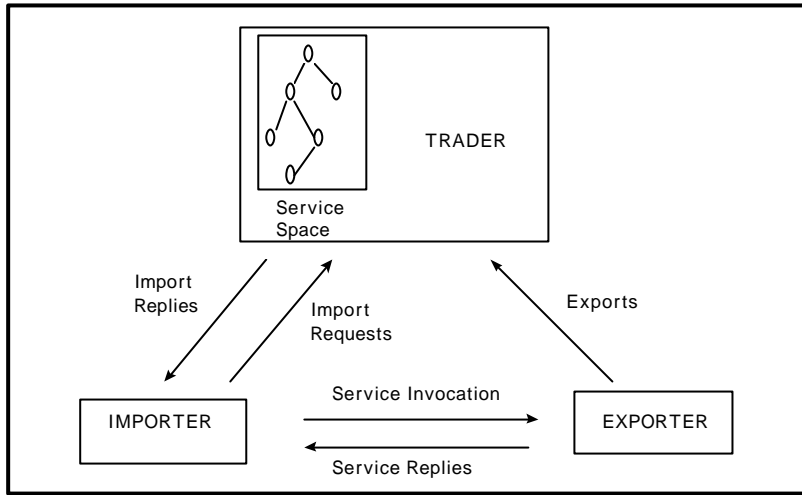 TRADER
Service
Space
Import
Replies
Import
Requests
Exports
Service Invocation
IMPORTER
EXPORTER
Service Replies